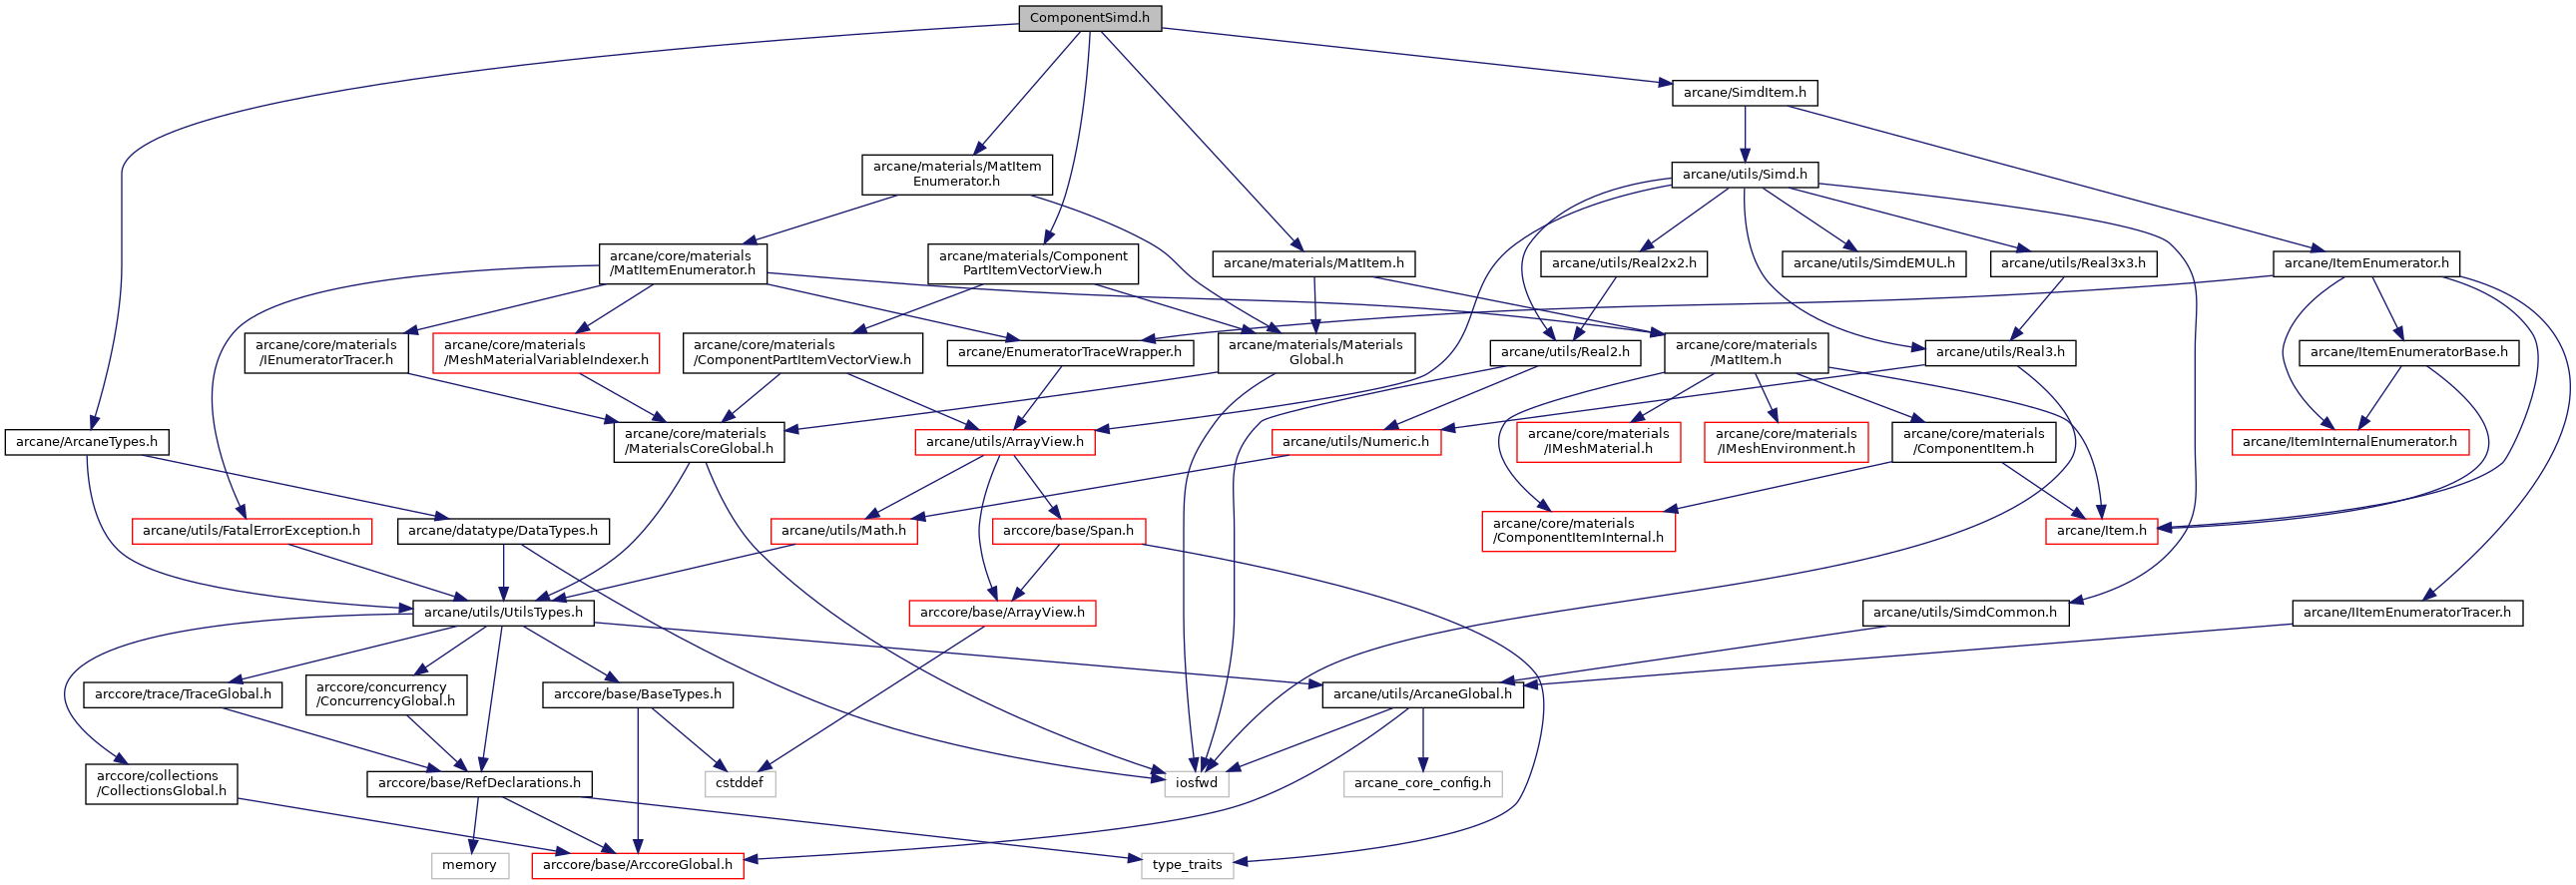 ComponentSimd.h
arcane/SimdItem.h
arcane/materials/MatItem
Enumerator.h
arcane/utils/Simd.h
arcane/core/materials
/MatItemEnumerator.h
arcane/materials/Component
PartItemVectorView.h
arcane/materials/MatItem.h
arcane/utils/Real2x2.h
arcane/utils/SimdEMUL.h
arcane/utils/Real3x3.h
arcane/ItemEnumerator.h
arcane/core/materials
/IEnumeratorTracer.h
arcane/core/materials
/MeshMaterialVariableIndexer.h
arcane/core/materials
/ComponentPartItemVectorView.h
arcane/EnumeratorTraceWrapper.h
arcane/materials/Materials
Global.h
arcane/utils/Real2.h
arcane/core/materials
/MatItem.h
arcane/utils/Real3.h
arcane/ItemEnumeratorBase.h
arcane/ArcaneTypes.h
arcane/core/materials
/MaterialsCoreGlobal.h
arcane/utils/ArrayView.h
arcane/utils/Numeric.h
arcane/core/materials
/IMeshMaterial.h
arcane/core/materials
/IMeshEnvironment.h
arcane/core/materials
/ComponentItem.h
arcane/ItemInternalEnumerator.h
arcane/utils/FatalErrorException.h
arcane/datatype/DataTypes.h
arcane/utils/Math.h
arccore/base/Span.h
arcane/core/materials
/ComponentItemInternal.h
arcane/Item.h
arcane/utils/UtilsTypes.h
arccore/base/ArrayView.h
arcane/utils/SimdCommon.h
arcane/IItemEnumeratorTracer.h
arccore/trace/TraceGlobal.h
arccore/concurrency
/ConcurrencyGlobal.h
arccore/base/BaseTypes.h
arcane/utils/ArcaneGlobal.h
arccore/collections
/CollectionsGlobal.h
arccore/base/RefDeclarations.h
cstddef
iosfwd
arcane_core_config.h
memory
arccore/base/ArccoreGlobal.h
type_traits